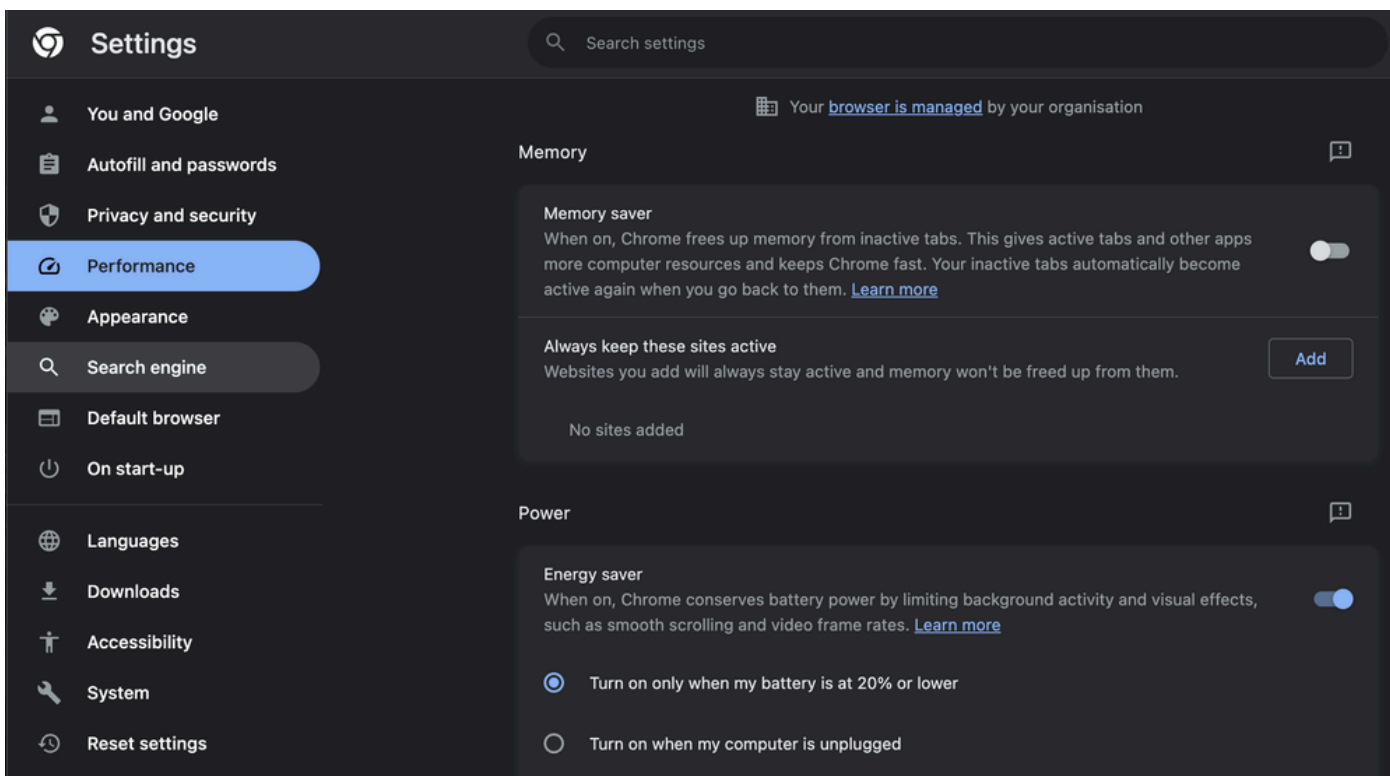 Settings
Search settings
You and Google
Autofill and passwords
Privacy and security
Performance
Appearance
Search engine
Default browser
On start-up
Languages
Downloads
Accessibility
System
Reset settings
Your browser is managed by your organisation
Memory
Memory saver
When on, Chrome frees up memory from inactive tabs. This gives active tabs and other apps
more computer resources and keeps Chrome fast. Your inactive tabs automatically become
active again when you go back to them. Learn more
Always keep these sites active
Websites you add will always stay active and memory won't be freed up from them.
Add
No sites added
Power
Energy saver
When on, Chrome conserves battery power by limiting background activity and visual effects,
such as smooth scrolling and video frame rates. Learn more
Turn on only when my battery is at 20% or lower
Turn on when my computer is unplugged